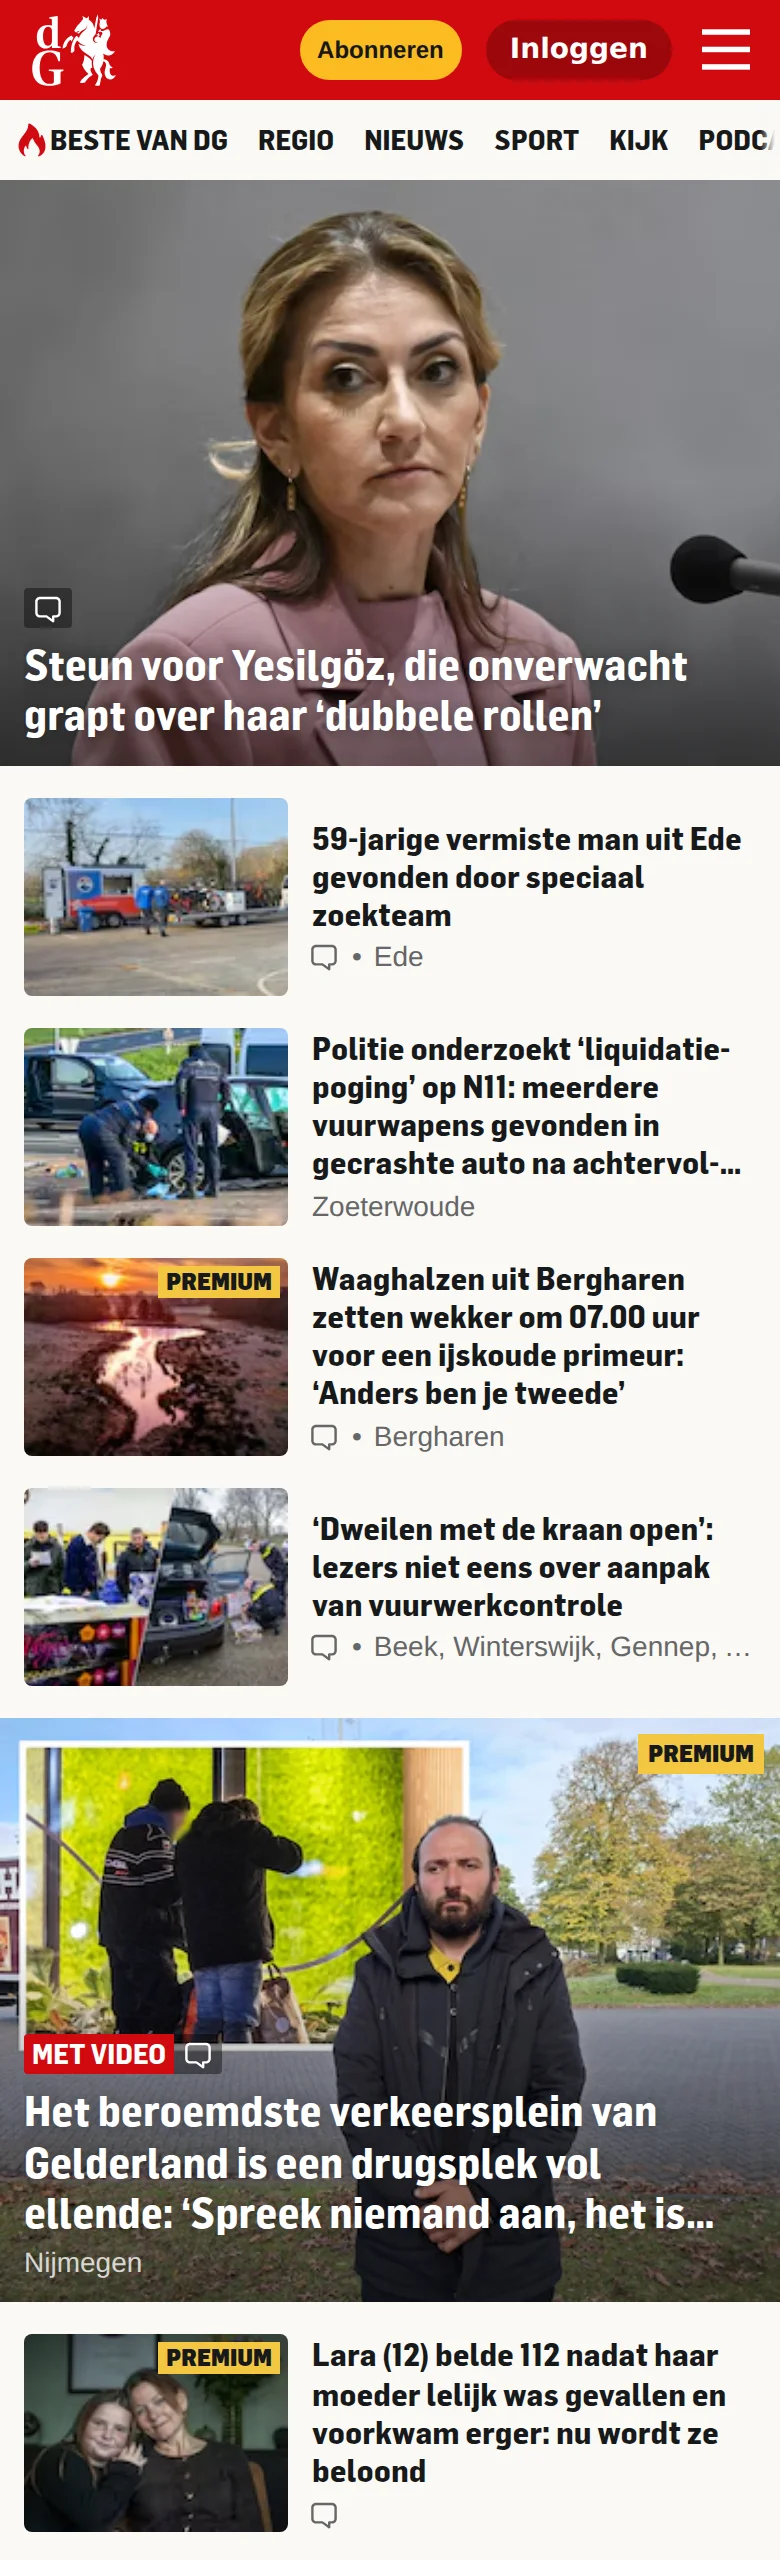 dG
Abonneren
Inloggen
BESTE VAN DG REGIO NIEUWS SPORT KIJK PODCA
Steun voor Yesilgöz, die onverwacht
grapt over haar ‘dubbele rollen’
59-jarige vermiste man uit Ede
gevonden door speciaal
zoekteam
• Ede
Politie onderzoekt ‘liquidatie-
poging’ op N11: meerdere
vuurwapens gevonden in
gecrashte auto na achtervol-...
Zoeterwoude
PREMIUM
Waaghalzen uit Bergharen
zetten wekker om 07.00 uur
voor een ijskoude primeur:
‘Anders ben je tweede’
• Bergharen
‘Dweilen met de kraan open’:
lezers niet eens over aanpak
van vuurwerkcontrole
• Beek, Winterswijk, Gennep, ...
PREMIUM
MET VIDEO
Het beroemdste verkeersplein van
Gelderland is een drugsplek vol
ellende: ‘Spreek niemand aan, het is...
Nijmegen
PREMIUM
Lara (12) belde 112 nadat haar
moeder lelijk was gevallen en
voorkwam erger: nu wordt ze
beloond